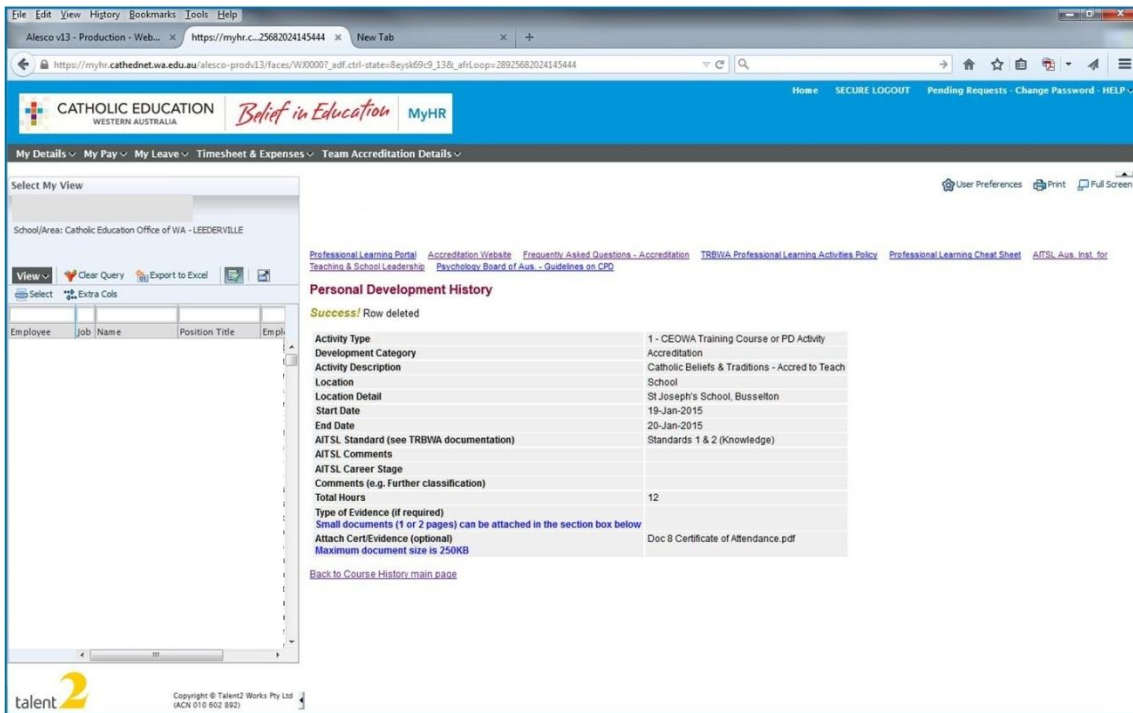 File Edit View History Bookmarks Tools Help
Alesco v13 - Production - Web... × https://myhr.c...25682024145444 × New Tab × +
https://myhr.cathednet.wa.edu.au/alesco-prodv13/faces/WJ0000?_adf.ctrl-state=8eysk69c9_13&_afrLoop=28925682024145444
Home SECURE LOGOUT Pending Requests - Change Password - HELP
CATHOLIC EDUCATION
WESTERN AUSTRALIA
Belief in Education
MyHR
My Details My Pay My Leave Timesheet & Expenses Team Accreditation Details
Select My View
User Preferences Print Full Screen
School/Area: Catholic Education Office of WA - LEEDERVILLE
Professional Learning Portal Accreditation Website Frequently Asked Questions - Accreditation TRBWA Professional Learning Activities Policy Professional Learning Cheat Sheet AITSL Aus. Inst. for
Teaching & School Leadership Psychology Board of Aus. - Guidelines on CPD
View Clear Query Export to Excel
Select Extra Cols
Employee Job Name Position Title Empl
Personal Development History
Success! Row deleted
Activity Type 1 - CEOWA Training Course or PD Activity
Development Category Accreditation
Activity Description Catholic Beliefs & Traditions - Accred to Teach
Location School
Location Detail St Joseph's School, Busselton
Start Date 19-Jan-2015
End Date 20-Jan-2015
AITSL Standard (see TRBWA documentation) Standards 1 & 2 (Knowledge)
AITSL Comments
AITSL Career Stage
Comments (e.g. Further classification)
Total Hours 12
Type of Evidence (if required)
Small documents (1 or 2 pages) can be attached in the section box below
Attach Cert/Evidence (optional) Doc 8 Certificate of Attendance.pdf
Maximum document size is 250KB
Back to Course History main page
talent2
Copyright © Talent2 Works Pty Ltd
(ACN 010 602 892)